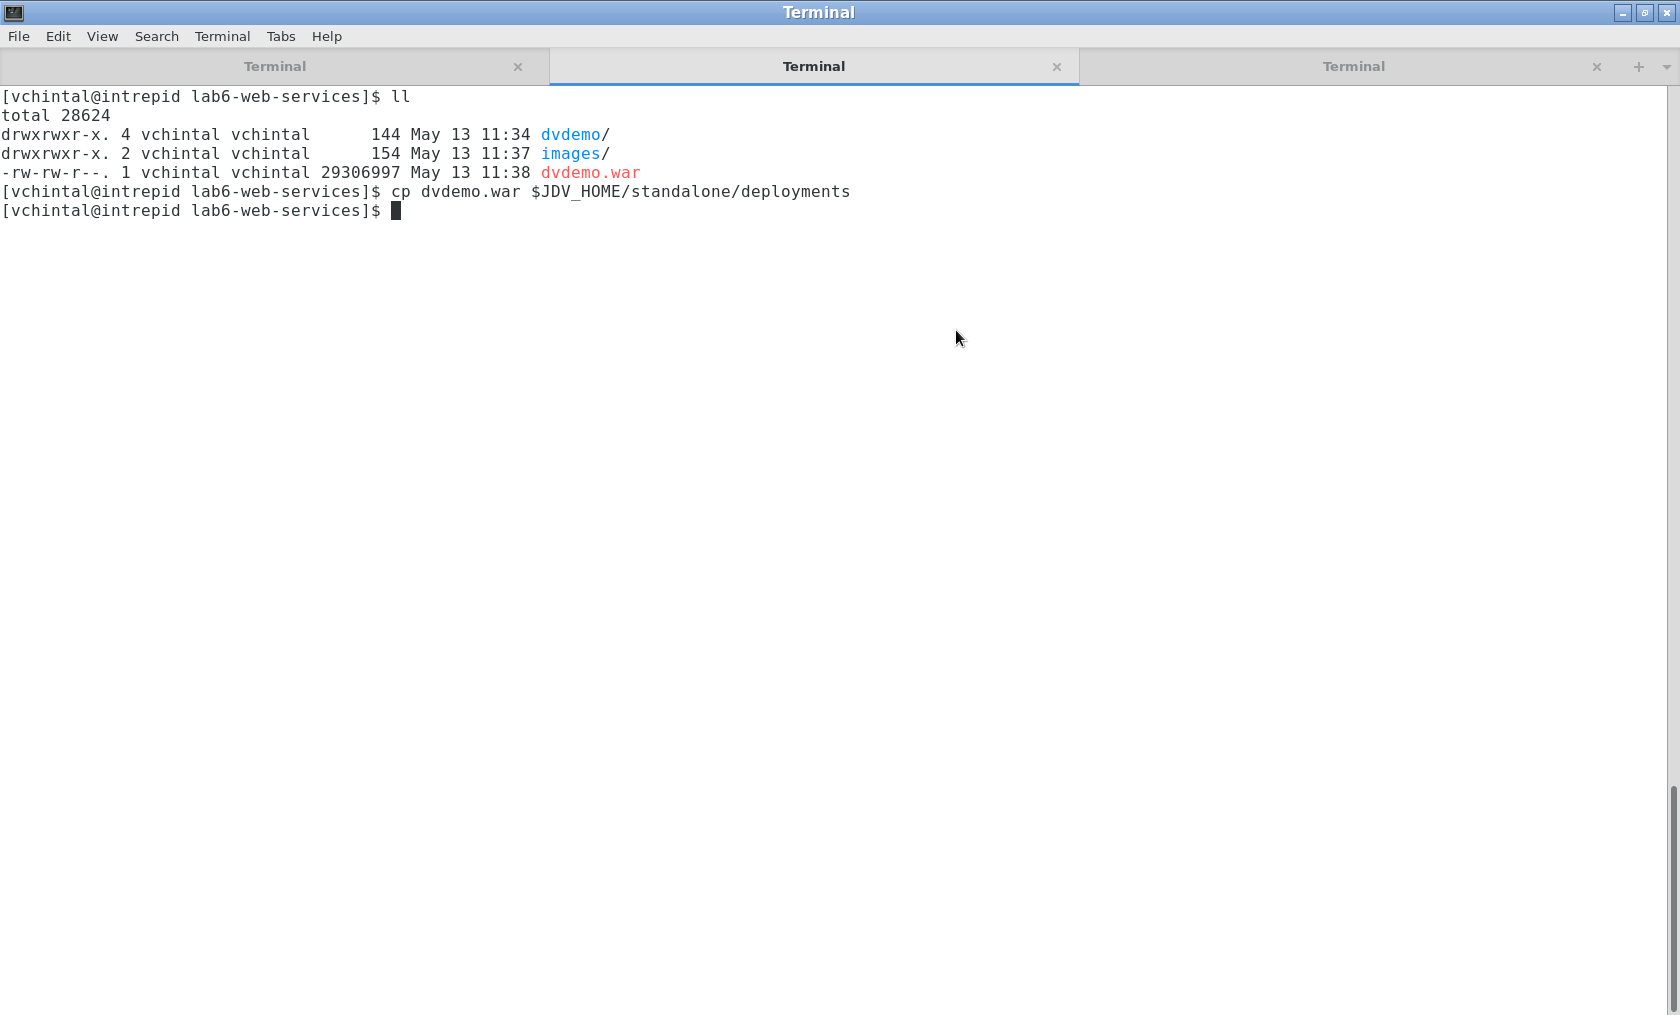 Terminal
File Edit View Search Terminal Tabs Help
Terminal Terminal Terminal
[vchintal@intrepid lab6-web-services]$ ll
total 28624
drwxrwxr-x. 4 vchintal vchintal      144 May 13 11:34 dvdemo/
drwxrwxr-x. 2 vchintal vchintal      154 May 13 11:37 images/
-rw-rw-r--. 1 vchintal vchintal 29306997 May 13 11:38 dvdemo.war
[vchintal@intrepid lab6-web-services]$ cp dvdemo.war $JDV_HOME/standalone/deployments
[vchintal@intrepid lab6-web-services]$